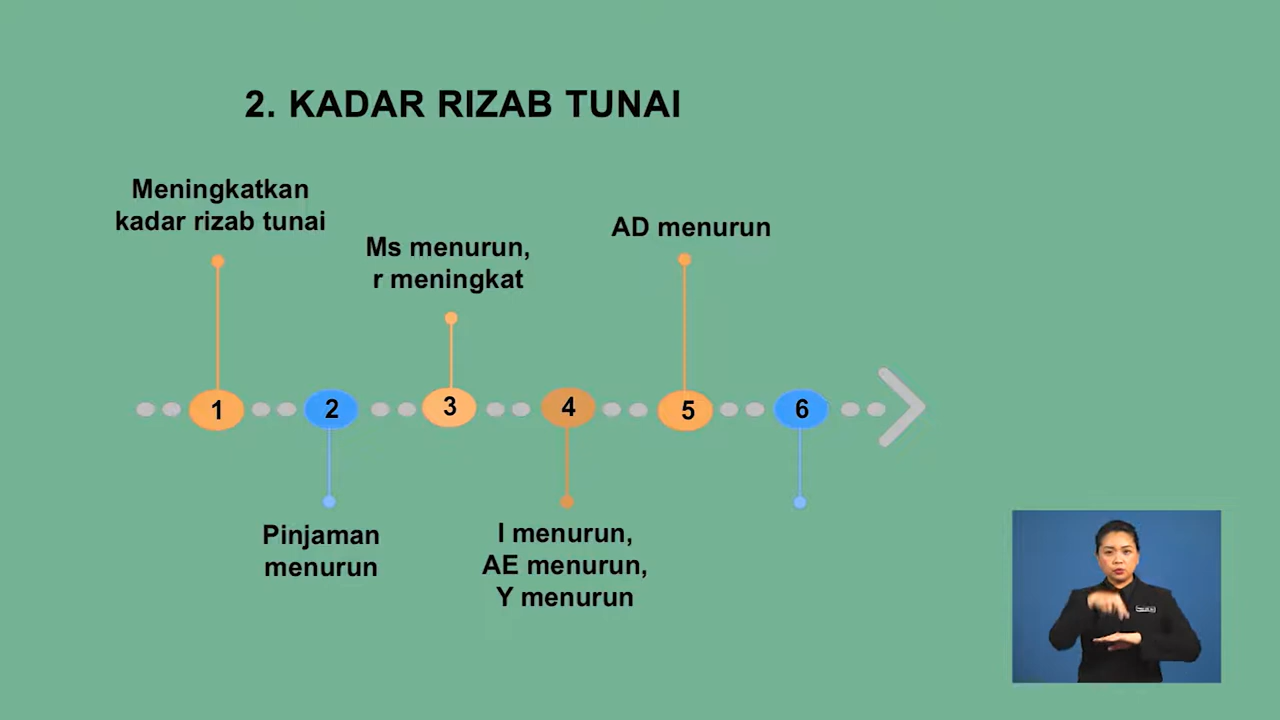 2. KADAR RIZAB TUNAI
Meningkatkan
kadar rizab tunai
Ms menurun,
r meningkat
AD menurun
1
2
3
4
5
6
Pinjaman
menurun
I menurun,
AE menurun,
Y menurun